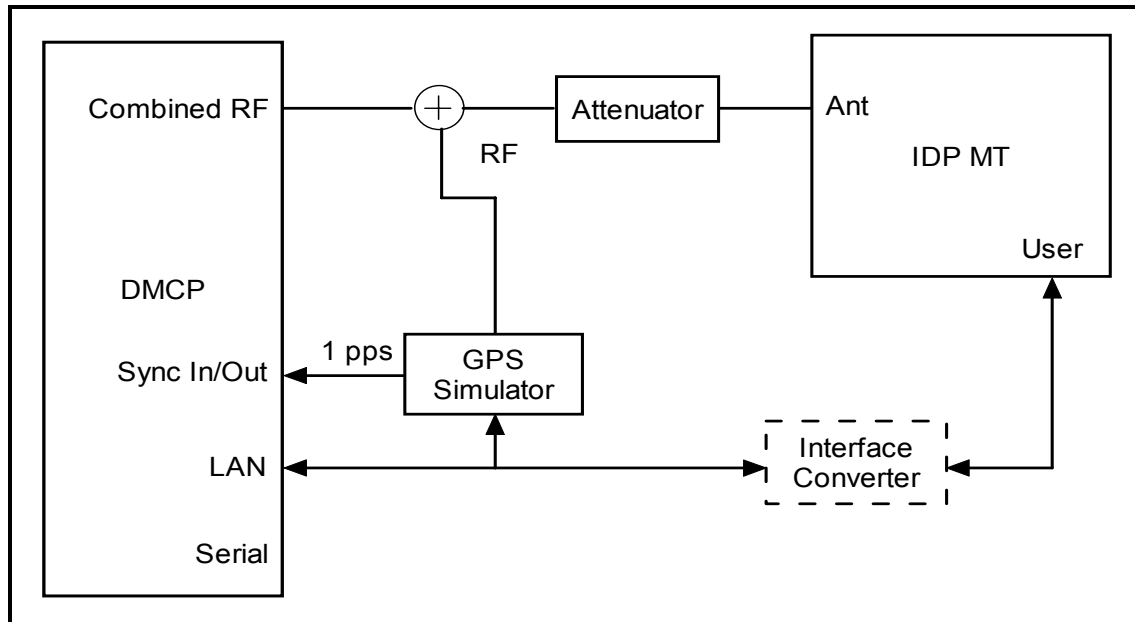 Combined RF
+
Attenuator
Ant
RF
IDP MT
User
DMCP
1 pps
GPS
Simulator
Sync In/Out
Interface
Converter
LAN
Serial